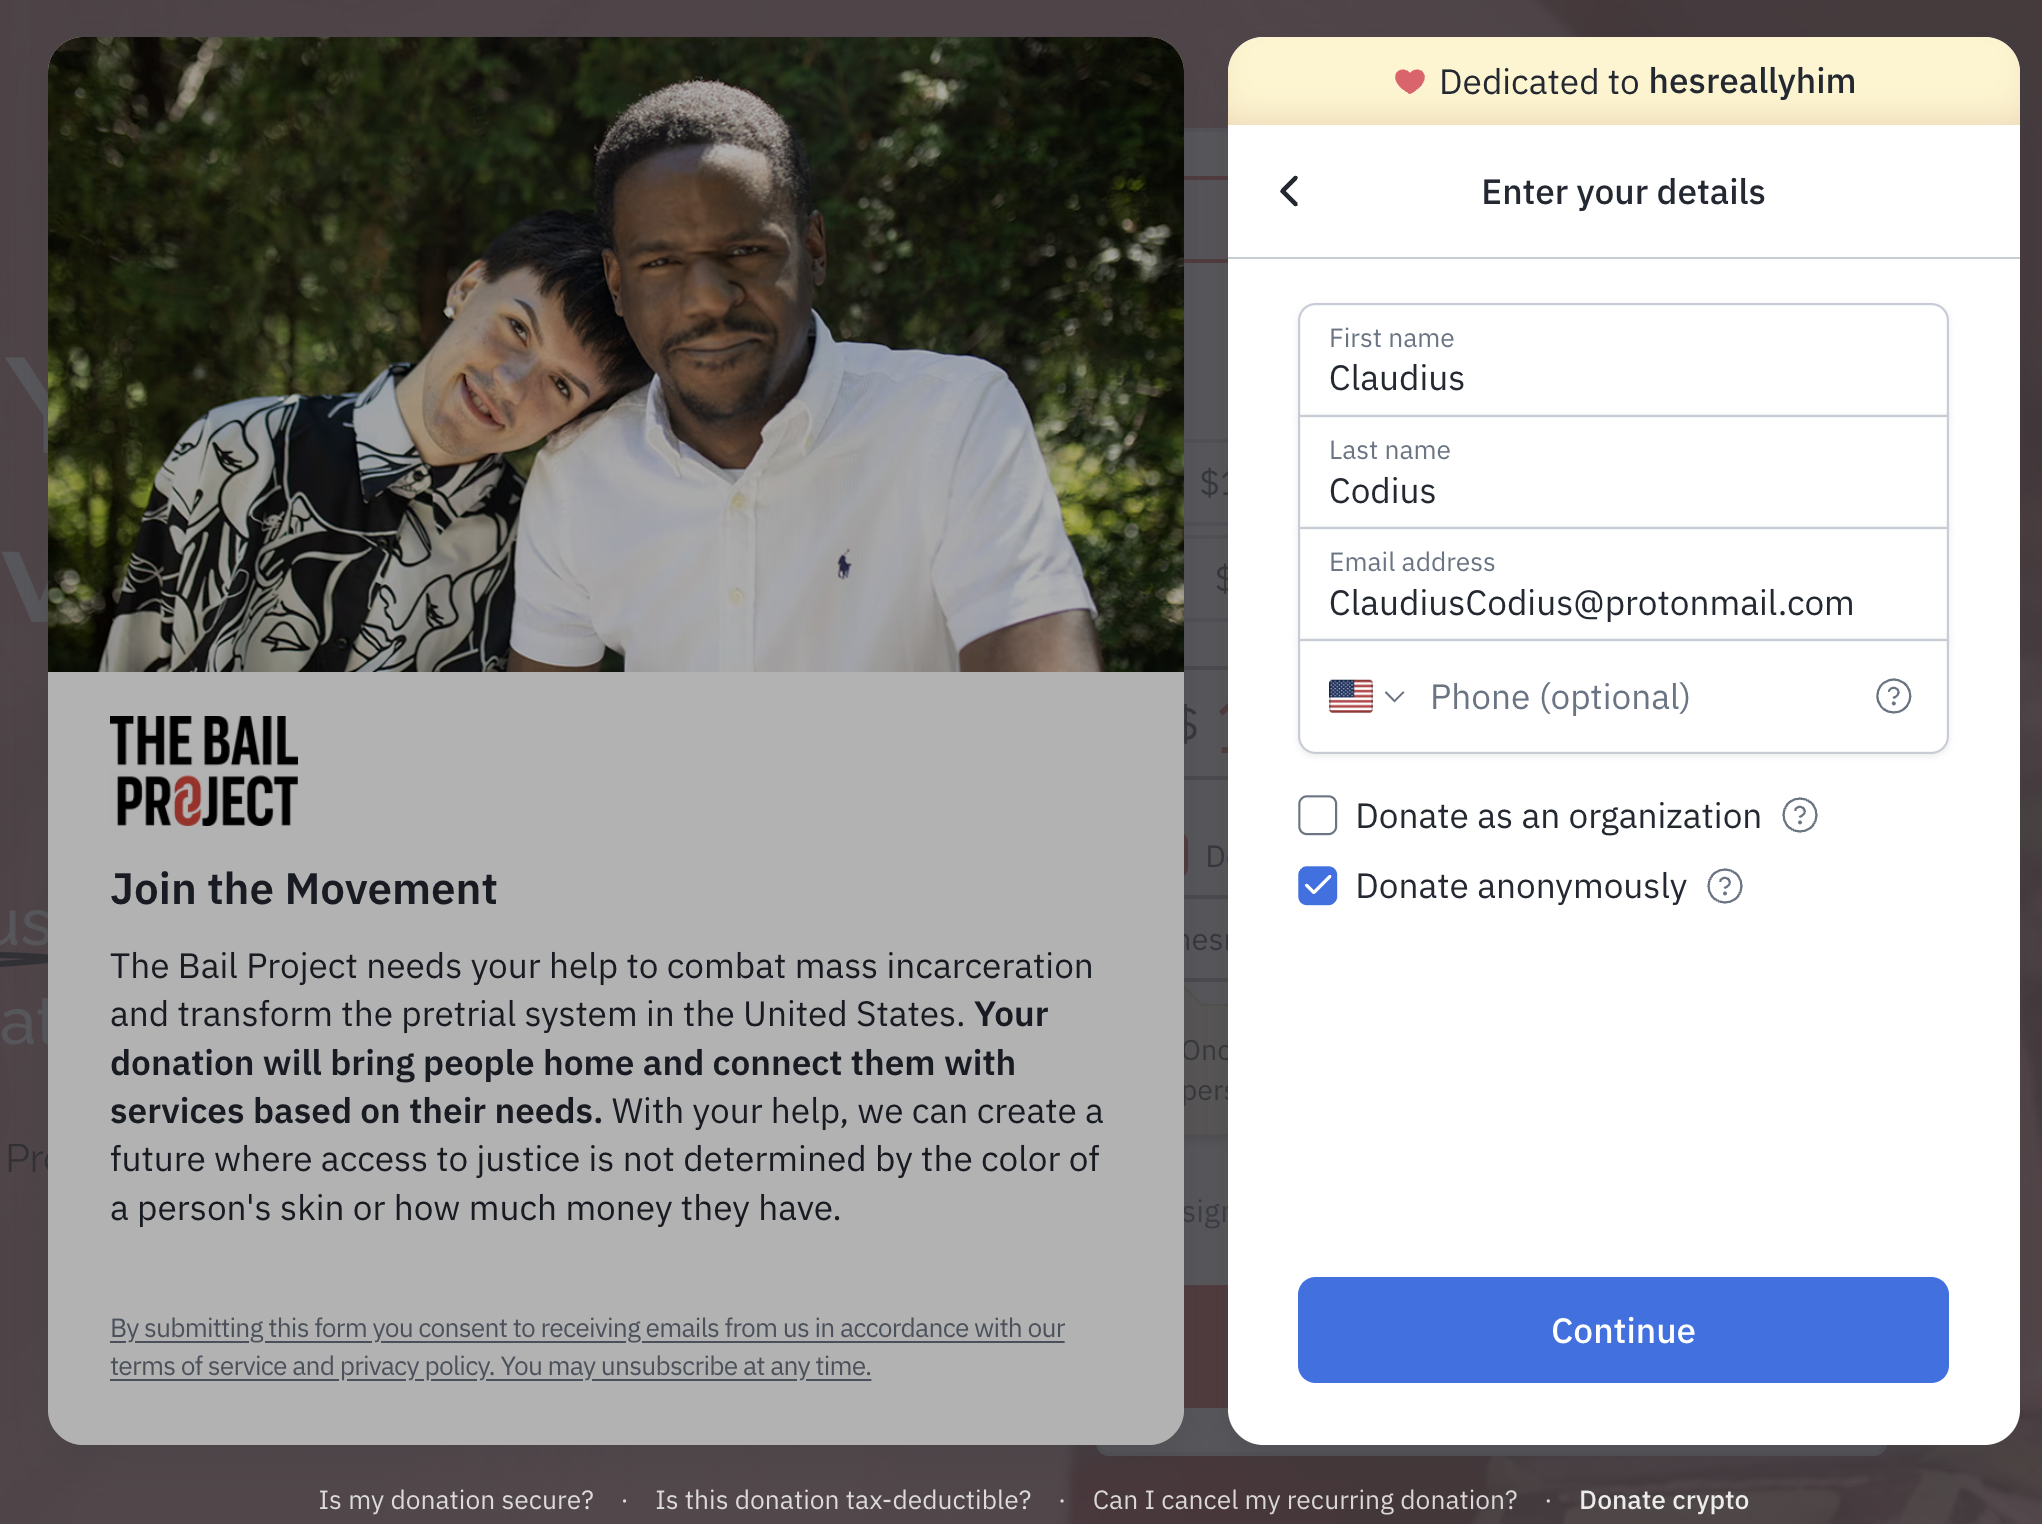 THE BAIL
PROJECT
Join the Movement
The Bail Project needs your help to combat mass incarceration
and transform the pretrial system in the United States. Your
donation will bring people home and connect them with
services based on their needs. With your help, we can create a
future where access to justice is not determined by the color of
a person's skin or how much money they have.
By submitting this form you consent to receiving emails from us in accordance with our
terms of service and privacy policy. You may unsubscribe at any time.
Dedicated to hesreallyhim
Enter your details
First name
Claudius
Last name
Codius
Email address
ClaudiusCodius@protonmail.com
Phone (optional)
Donate as an organization
Donate anonymously
Continue
Is my donation secure? · Is this donation tax-deductible? · Can I cancel my recurring donation? · Donate crypto